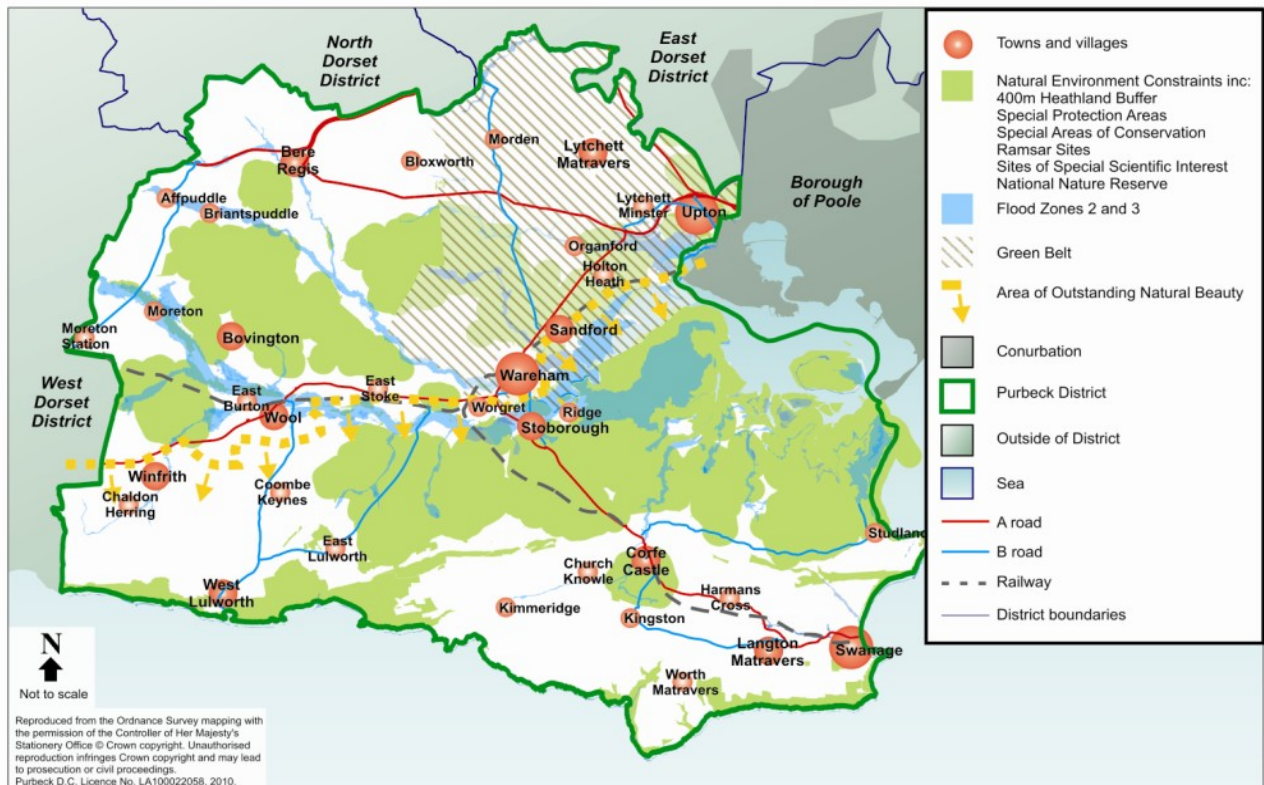 North
Dorset
District
East
Dorset
District
Borough
of Poole
West
Dorset
District
Morden
Lytchett
Matravers
Bere
Regis
Bloxworth
Affpuddle
Briantspuddle
Lytchett
Minster
Upton
Organford
Holton
Heath
Moreton
Moreton
Station
Bovington
Sandford
Wareham
East
Stoke
East
Burton
Wool
Worgret
Ridge
Stoborough
Winfrith
Chaldon
Herring
Coombe
Keynes
East
Lulworth
West
Lulworth
Studland
Church
Knowle
Corfe
Castle
Harmans
Cross
Kimmeridge
Kingston
Langton
Matravers
Swanage
Worth
Matravers
N
Not to scale
Reproduced from the Ordnance Survey mapping with
the permission of the Controller of Her Majesty's
Stationery Office © Crown copyright. Unauthorised
reproduction infringes Crown copyright and may lead
to prosecution or civil proceedings.
Purbeck D.C. Licence No. LA100022058, 2010.
Towns and villages
Natural Environment Constraints inc:
400m Heathland Buffer
Special Protection Areas
Special Areas of Conservation
Ramsar Sites
Sites of Special Scientific Interest
National Nature Reserve
Flood Zones 2 and 3
Green Belt
Area of Outstanding Natural Beauty
Conurbation
Purbeck District
Outside of District
Sea
A road
B road
Railway
District boundaries